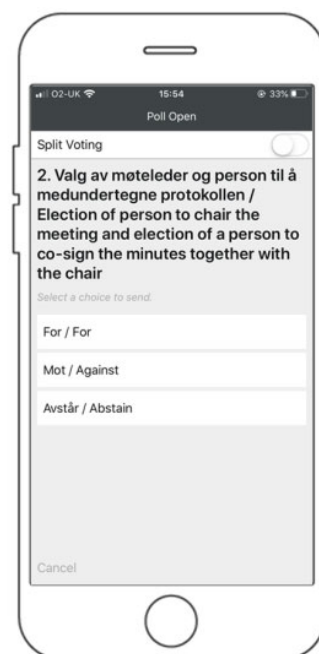 O2-UK 15:54 33%
Poll Open
Split Voting
2. Valg av møteleder og person til å
medundertegne protokollen /
Election of person to chair the
meeting and election of a person to
co-sign the minutes together with
the chair
Select a choice to send.
For / For
Mot / Against
Avstår / Abstain
Cancel